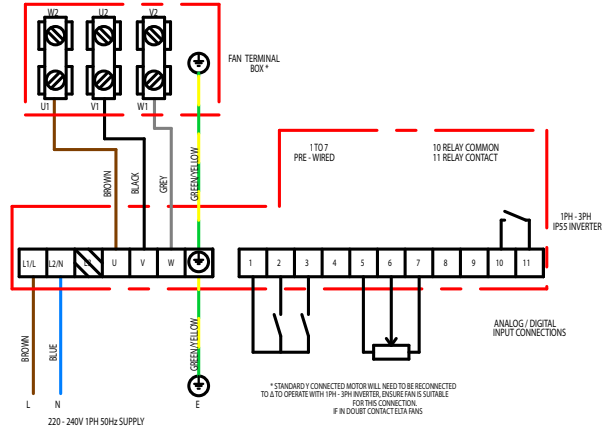 W2 U2 V2
FAN TERMINAL
BOX *
U1 V1 W1
BROWN
BLACK
GREY
GREEN/YELLOW
1 TO 7
PRE - WIRED
10 RELAY COMMON
11 RELAY CONTACT
1PH - 3PH
IP55 INVERTER
L1/L L2/N L3 U V W
1 2 3 4 5 6 7 8 9 10 11
BROWN
BLUE
GREEN/YELLOW
ANALOG / DIGITAL
INPUT CONNECTIONS
L N E
220 - 240V 1PH 50Hz SUPPLY
* STANDARD Y CONNECTED MOTOR WILL NEED TO BE RECONNECTED
TO Δ TO OPERATE WITH 1PH - 3PH INVERTER, ENSURE FAN IS SUITABLE
FOR THIS CONNECTION.
IF IN DOUBT CONTACT ELTA FANS